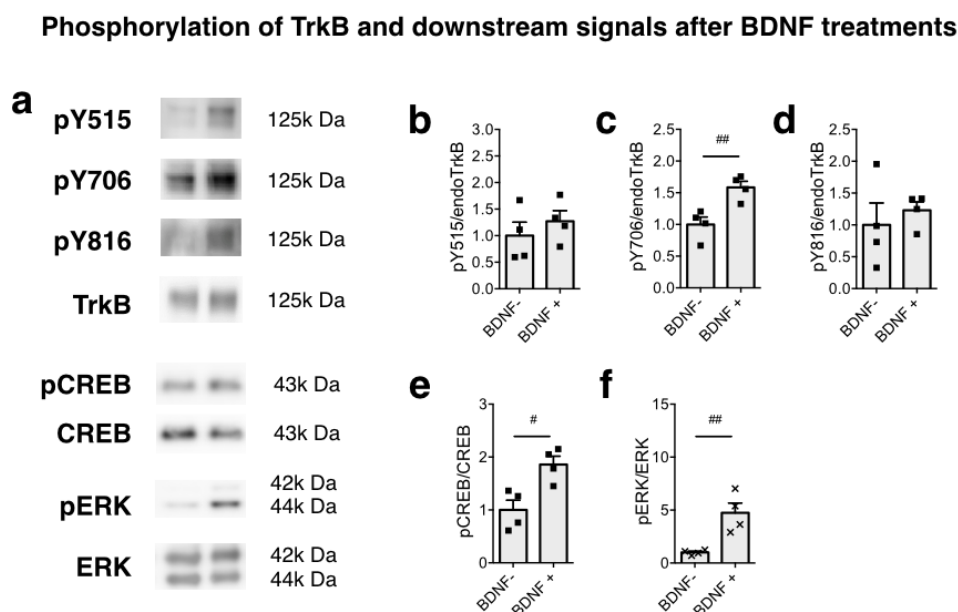 Phosphorylation of TrkB and downstream signals after BDNF treatments
a
pY515
125k Da
pY706
125k Da
pY816
125k Da
TrkB
125k Da
pCREB
43k Da
CREB
43k Da
pERK
42k Da
44k Da
ERK
42k Da
44k Da
b
pY515/endoTrkB
3.0
2.5
2.0
1.5
1.0
0.5
0.0
BDNF-
BDNF +
c
pY706/endoTrkB
2.5
2.0
1.5
1.0
0.5
0.0
##
BDNF-
BDNF +
d
pY816/endoTrkB
2.5
2.0
1.5
1.0
0.5
0.0
BDNF-
BDNF +
e
pCREB/CREB
3
2
1
0
#
BDNF-
BDNF +
f
pERK/ERK
15
10
5
0
##
BDNF-
BDNF +